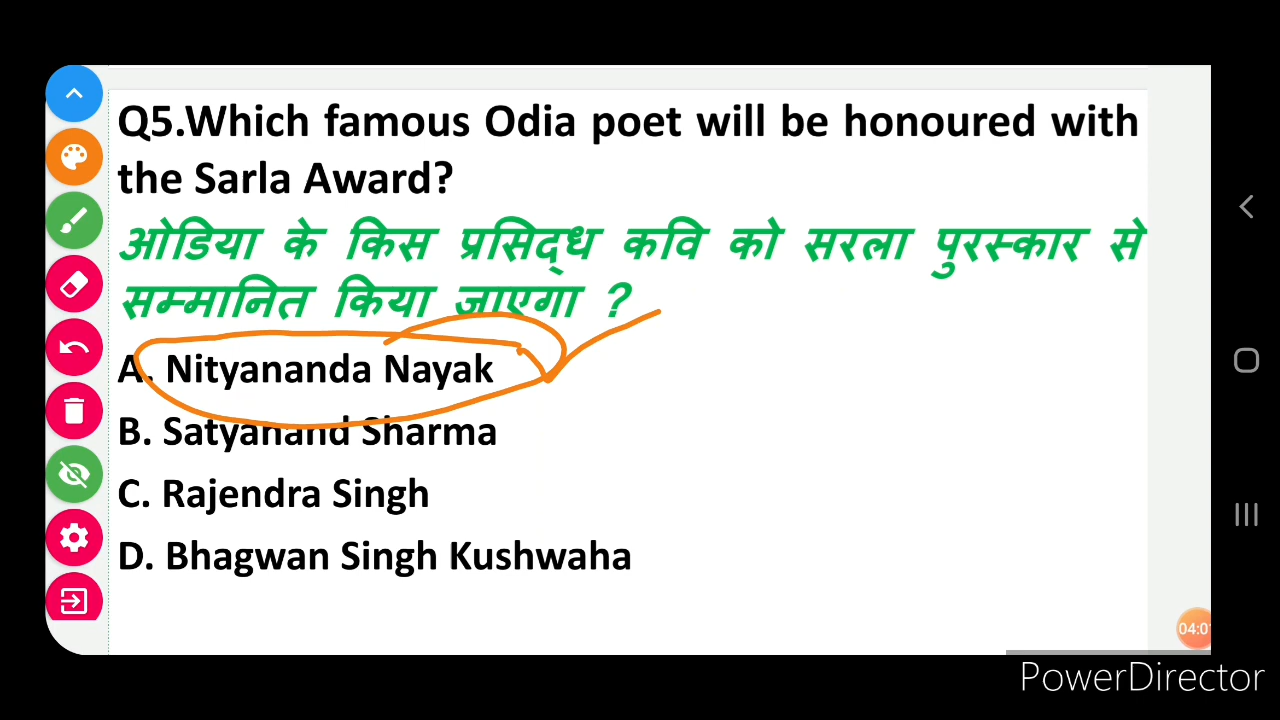 Q5.Which famous Odia poet will be honoured with
the Sarla Award?
ओडिया के किस प्रसिद्ध कवि को सरला पुरस्कार से
सम्मानित किया जाएगा ?
A. Nityananda Nayak
B. Satyanand Sharma
C. Rajendra Singh
D. Bhagwan Singh Kushwaha
PowerDirector